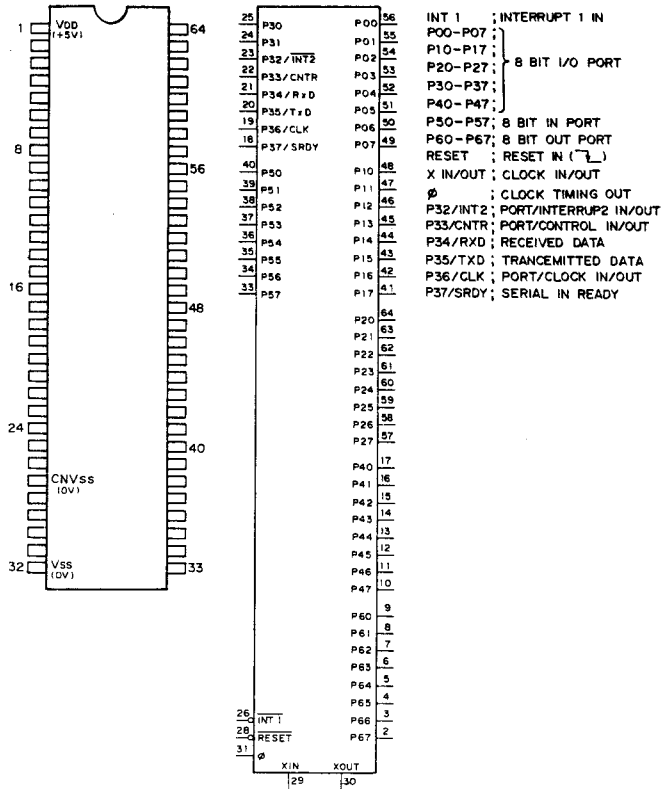 1 VDD 64
(+5V)
8
56
16
48
24
40
CNVSS
(0V)
32 VSS 33
(0V)
25 P30 P00 56
24 P31 P01 55
23 P32/INT2 P02 54
22 P33/CNTR P03 53
21 P34/RxD P04 52
20 P35/TxD P05 51
19 P36/CLK P06 50
18 P37/SRDY P07 49
40 P50 P10 48
39 P51 P11 47
38 P52 P12 46
37 P53 P13 45
36 P54 P14 44
35 P55 P15 43
34 P56 P16 42
33 P57 P17 41
P20 64
P21 63
P22 62
P23 61
P24 60
P25 59
P26 58
P27 57
P40 17
P41 16
P42 15
P43 14
P44 13
P45 12
P46 11
P47 10
P60 9
P61 8
P62 7
P63 6
P64 5
P65 4
26 INT 1 P66 3
28 RESET P67 2
31 ø
XIN XOUT
29 30
INT 1 ; INTERRUPT 1 IN
P00-P07 ;
P10-P17 ;
P20-P27 ; 8 BIT I/O PORT
P30-P37 ;
P40-P47 ;
P50-P57 ; 8 BIT IN PORT
P60-P67 ; 8 BIT OUT PORT
RESET ; RESET IN ( )
X IN/OUT ; CLOCK IN/OUT
ø ; CLOCK TIMING OUT
P32/INT2 ; PORT/INTERRUP2 IN/OUT
P33/CNTR ; PORT/CONTROL IN/OUT
P34/RXD ; RECEIVED DATA
P35/TXD ; TRANCEMITTED DATA
P36/CLK ; PORT/CLOCK IN/OUT
P37/SRDY ; SERIAL IN READY